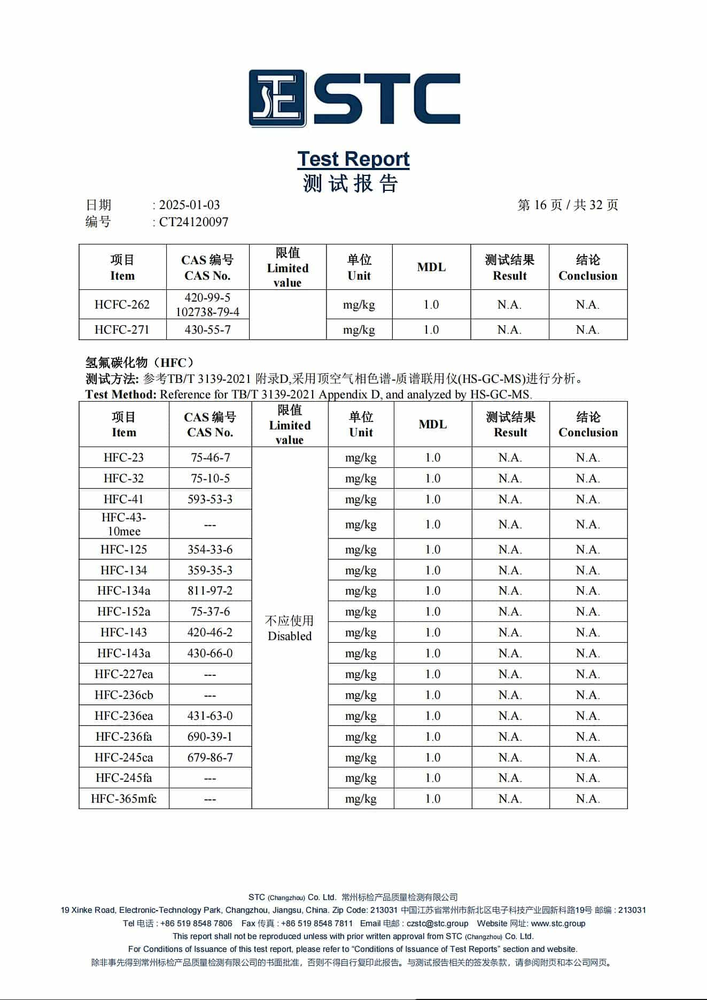 STC
Test Report
测试报告
日期 : 2025-01-03 第 16 页 / 共 32 页
编号 : CT24120097
项目 Item CAS 编号 CAS No. 限值 Limited value 单位 Unit MDL 测试结果 Result 结论 Conclusion
HCFC-262 420-99-5 102738-79-4 mg/kg 1.0 N.A. N.A.
HCFC-271 430-55-7 mg/kg 1.0 N.A. N.A.
氢氟碳化物（HFC）
测试方法: 参考TB/T 3139-2021 附录D,采用顶空气相色谱-质谱联用仪(HS-GC-MS)进行分析。
Test Method: Reference for TB/T 3139-2021 Appendix D, and analyzed by HS-GC-MS.
项目 Item CAS 编号 CAS No. 限值 Limited value 单位 Unit MDL 测试结果 Result 结论 Conclusion
HFC-23 75-46-7 mg/kg 1.0 N.A. N.A.
HFC-32 75-10-5 mg/kg 1.0 N.A. N.A.
HFC-41 593-53-3 mg/kg 1.0 N.A. N.A.
HFC-43-10mee --- mg/kg 1.0 N.A. N.A.
HFC-125 354-33-6 mg/kg 1.0 N.A. N.A.
HFC-134 359-35-3 mg/kg 1.0 N.A. N.A.
HFC-134a 811-97-2 mg/kg 1.0 N.A. N.A.
HFC-152a 75-37-6 mg/kg 1.0 N.A. N.A.
不应使用 Disabled
HFC-143 420-46-2 mg/kg 1.0 N.A. N.A.
HFC-143a 430-66-0 mg/kg 1.0 N.A. N.A.
HFC-227ea --- mg/kg 1.0 N.A. N.A.
HFC-236cb --- mg/kg 1.0 N.A. N.A.
HFC-236ea 431-63-0 mg/kg 1.0 N.A. N.A.
HFC-236fa 690-39-1 mg/kg 1.0 N.A. N.A.
HFC-245ca 679-86-7 mg/kg 1.0 N.A. N.A.
HFC-245fa --- mg/kg 1.0 N.A. N.A.
HFC-365mfc --- mg/kg 1.0 N.A. N.A.
STC (Changzhou) Co. Ltd. 常州标检产品质量检测有限公司
19 Xinke Road, Electronic-Technology Park, Changzhou, Jiangsu, China. Zip Code: 213031 中国江苏省常州市新北区电子科技产业园新科路19号 邮编 : 213031
Tel 电话 : +86 519 8548 7806 Fax 传真 : +86 519 8548 7811 Email 电邮 : czstc@stc.group Website 网址: www.stc.group
This report shall not be reproduced unless with prior written approval from STC (Changzhou) Co. Ltd.
For Conditions of Issuance of this test report, please refer to “Conditions of Issuance of Test Reports” section and website.
除非事先得到常州标检产品质量检测有限公司的书面批准，否则不得自行复印此报告。与测试报告相关的签发条款，请参阅附页和本公司网页。